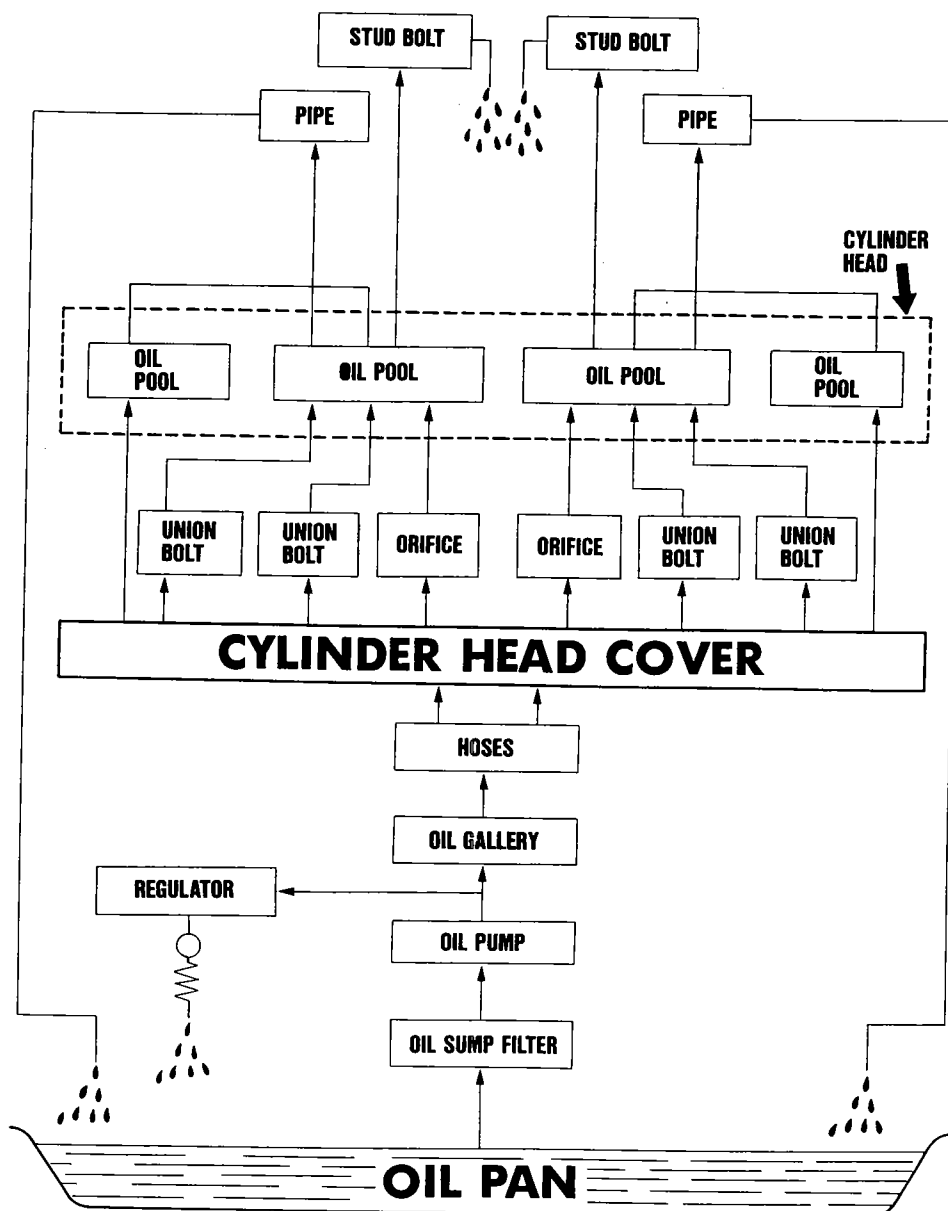 STUD BOLT
STUD BOLT
PIPE
PIPE
CYLINDER
HEAD
OIL
POOL
OIL POOL
OIL POOL
OIL
POOL
UNION
BOLT
UNION
BOLT
ORIFICE
ORIFICE
UNION
BOLT
UNION
BOLT
CYLINDER HEAD COVER
HOSES
OIL GALLERY
REGULATOR
OIL PUMP
OIL SUMP FILTER
OIL PAN